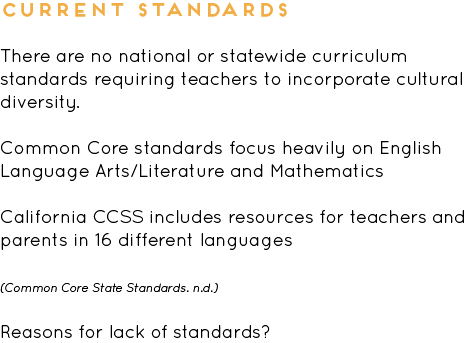 CURRENT STANDARDS
There are no national or statewide curriculum
standards requiring teachers to incorporate cultural
diversity.
Common Core standards focus heavily on English
Language Arts/Literature and Mathematics
California CCSS includes resources for teachers and
parents in 16 different languages
(Common Core State Standards. n.d.)
Reasons for lack of standards?